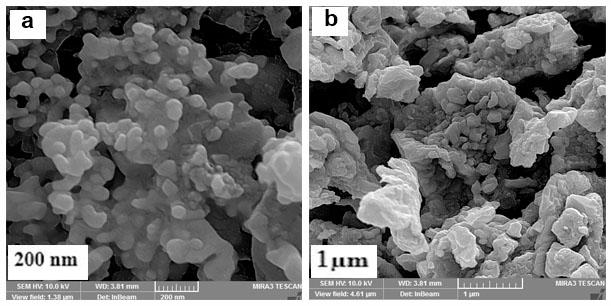 a
200 nm
SEM HV: 10.0 kV WD: 3.81 mm MIRA3 TESCAN
View field: 1.38 µm Det: InBeam 200 nm
b
1µm
SEM HV: 10.0 kV WD: 3.81 mm MIRA3 TESCAN
View field: 4.61 µm Det: InBeam 1 µm